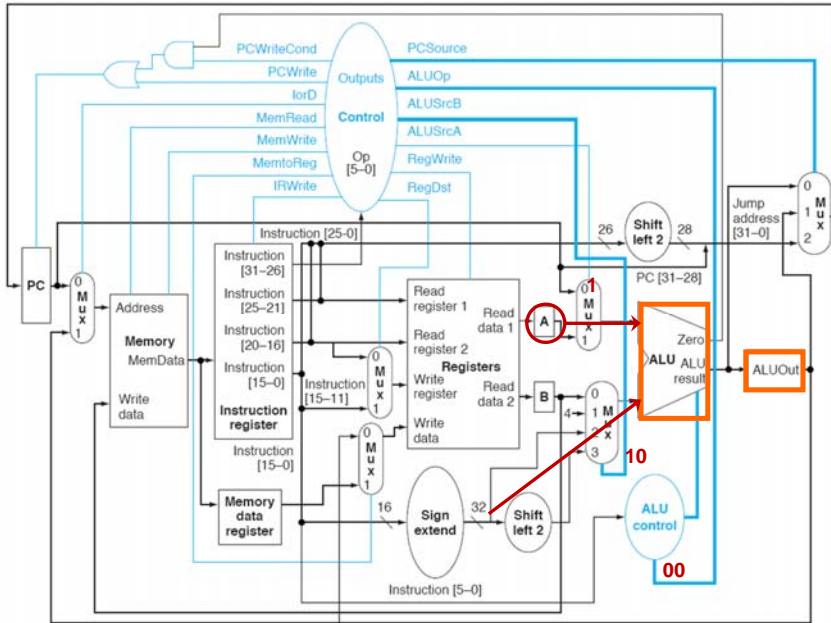 PCWriteCond
PCWrite
IorD
MemRead
MemWrite
MemtoReg
IRWrite
Outputs
Control
Op
[5–0]
PCSource
ALUOp
ALUSrcB
ALUSrcA
RegWrite
RegDst
Instruction [25-0]
26
Shift
left 2
28
Jump
address
[31–0]
0
1
2
M
u
x
PC [31–28]
PC
0
M
u
x
1
Address
Memory
MemData
Write
data
Instruction
[31–26]
Instruction
[25–21]
Instruction
[20–16]
Instruction
[15–0]
Instruction
register
Instruction
[15–11]
Instruction
[15–0]
Memory
data
register
0
M
u
x
1
0
M
u
x
1
Read
register 1
Read
register 2
Write
register
Write
data
Registers
Read
data 1
Read
data 2
A
B
1
0
M
u
x
1
4
0
1
M
2
u
3
x
10
Zero
ALU
ALU
result
ALUOut
16
Sign
extend
32
Shift
left 2
ALU
control
00
Instruction [5–0]